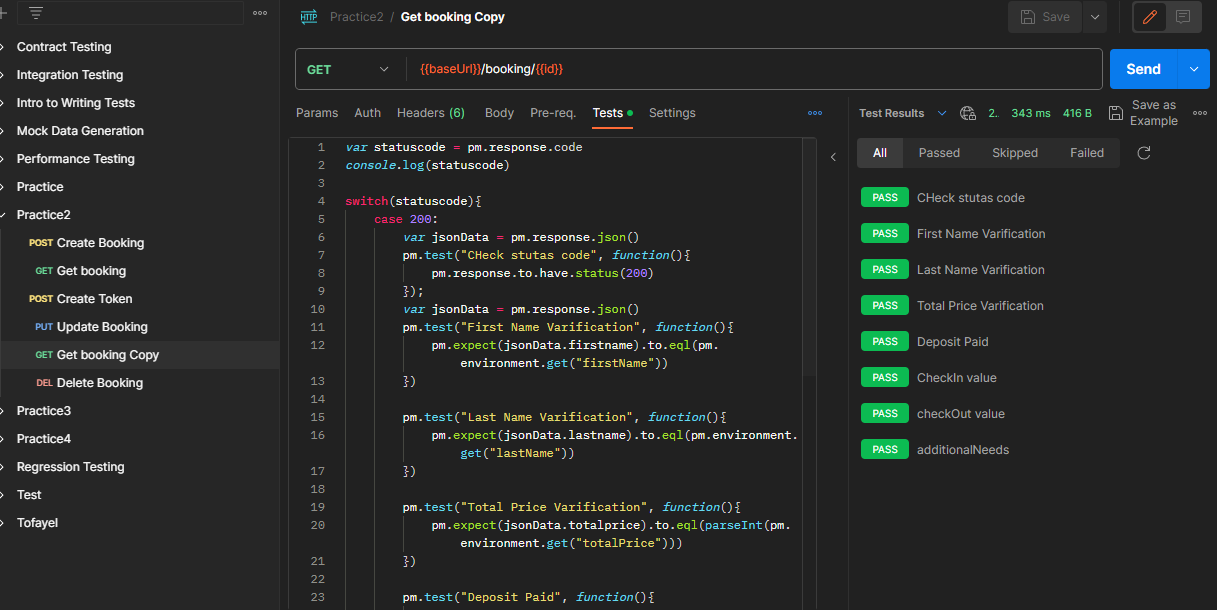 Contract Testing
Integration Testing
Intro to Writing Tests
Mock Data Generation
Performance Testing
Practice
Practice2
POST Create Booking
GET Get booking
POST Create Token
PUT Update Booking
GET Get booking Copy
DEL Delete Booking
Practice3
Practice4
Regression Testing
Test
Tofayel
HTTP Practice2 / Get booking Copy
Save
GET {{baseUrl}}/booking/{{id}}
Send
Params Auth Headers (6) Body Pre-req. Tests Settings
1 var statuscode = pm.response.code
2 console.log(statuscode)
3
4 switch(statuscode){
5 case 200:
6 var jsonData = pm.response.json()
7 pm.test("CHeck stutas code", function(){
8 pm.response.to.have.status(200)
9 });
10 var jsonData = pm.response.json()
11 pm.test("First Name Varification", function(){
12 pm.expect(jsonData.firstname).to.eql(pm.
environment.get("firstName"))
13 })
14
15 pm.test("Last Name Varification", function(){
16 pm.expect(jsonData.lastname).to.eql(pm.environment.
get("lastName"))
17 })
18
19 pm.test("Total Price Varification", function(){
20 pm.expect(jsonData.totalprice).to.eql(parseInt(pm.
environment.get("totalPrice")))
21 })
22
23 pm.test("Deposit Paid", function(){
Test Results 2. 343 ms 416 B Save as
Example
All Passed Skipped Failed
PASS CHeck stutas code
PASS First Name Varification
PASS Last Name Varification
PASS Total Price Varification
PASS Deposit Paid
PASS CheckIn value
PASS checkOut value
PASS additionalNeeds